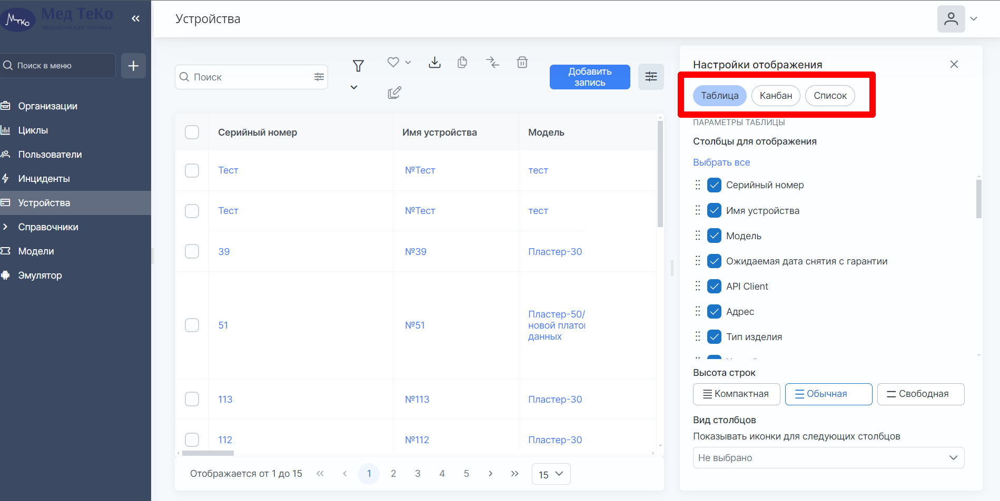 Мтко
Мед ТеКо
медицинская техника
Устройства
Поиск в меню
Организации
Циклы
Пользователи
Инциденты
Устройства
Справочники
Модели
Эмулятор
Поиск
Добавить
запись
Серийный номер
Имя устройства
Модель
Тест
№Тест
тест
Тест
№Тест
тест
39
№39
Пластер-30
51
№51
Пластер-50/
новой плато
данных
113
№113
Пластер-30
112
№112
Пластер-30
Отображается от 1 до 15
1
2
3
4
5
15
Настройки отображения
Таблица
Канбан
Список
ПАРАМЕТРЫ ТАБЛИЦЫ
Столбцы для отображения
Выбрать все
Серийный номер
Имя устройства
Модель
Ожидаемая дата снятия с гарантии
API Client
Адрес
Тип изделия
Высота строк
Компактная
Обычная
Свободная
Вид столбцов
Показывать иконки для следующих столбцов
Не выбрано